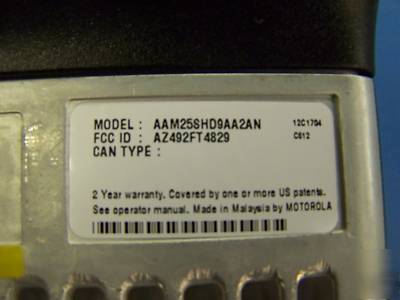 MODEL : AAM25SHD9AA2AN 12C1704
FCC ID : AZ492FT4829 C612
CAN TYPE :
2 Year warranty. Covered by one or more US patents.
See operator manual. Made in Malaysia by MOTOROLA